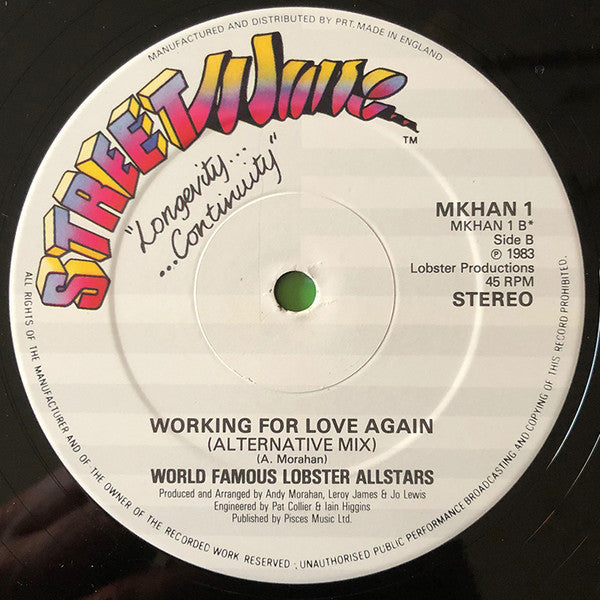 MANUFACTURED AND DISTRIBUTED BY PRT. MADE IN ENGLAND
STREET Wave...
TM
"Longevity...
...Continuity"
MKHAN 1
MKHAN 1 B*
Side B
℗ 1983
Lobster Productions
45 RPM
STEREO
WORKING FOR LOVE AGAIN
(ALTERNATIVE MIX)
(A. Morahan)
WORLD FAMOUS LOBSTER ALLSTARS
Produced and Arranged by Andy Morahan, Leroy James & Jo Lewis
Engineered by Pat Collier & Iain Higgins
Published by Pisces Music Ltd.
ALL RIGHTS OF THE MANUFACTURER AND OF THE OWNER OF THE RECORDED WORK RESERVED. UNAUTHORISED PUBLIC PERFORMANCE BROADCASTING AND COPYING OF THIS RECORD PROHIBITED.